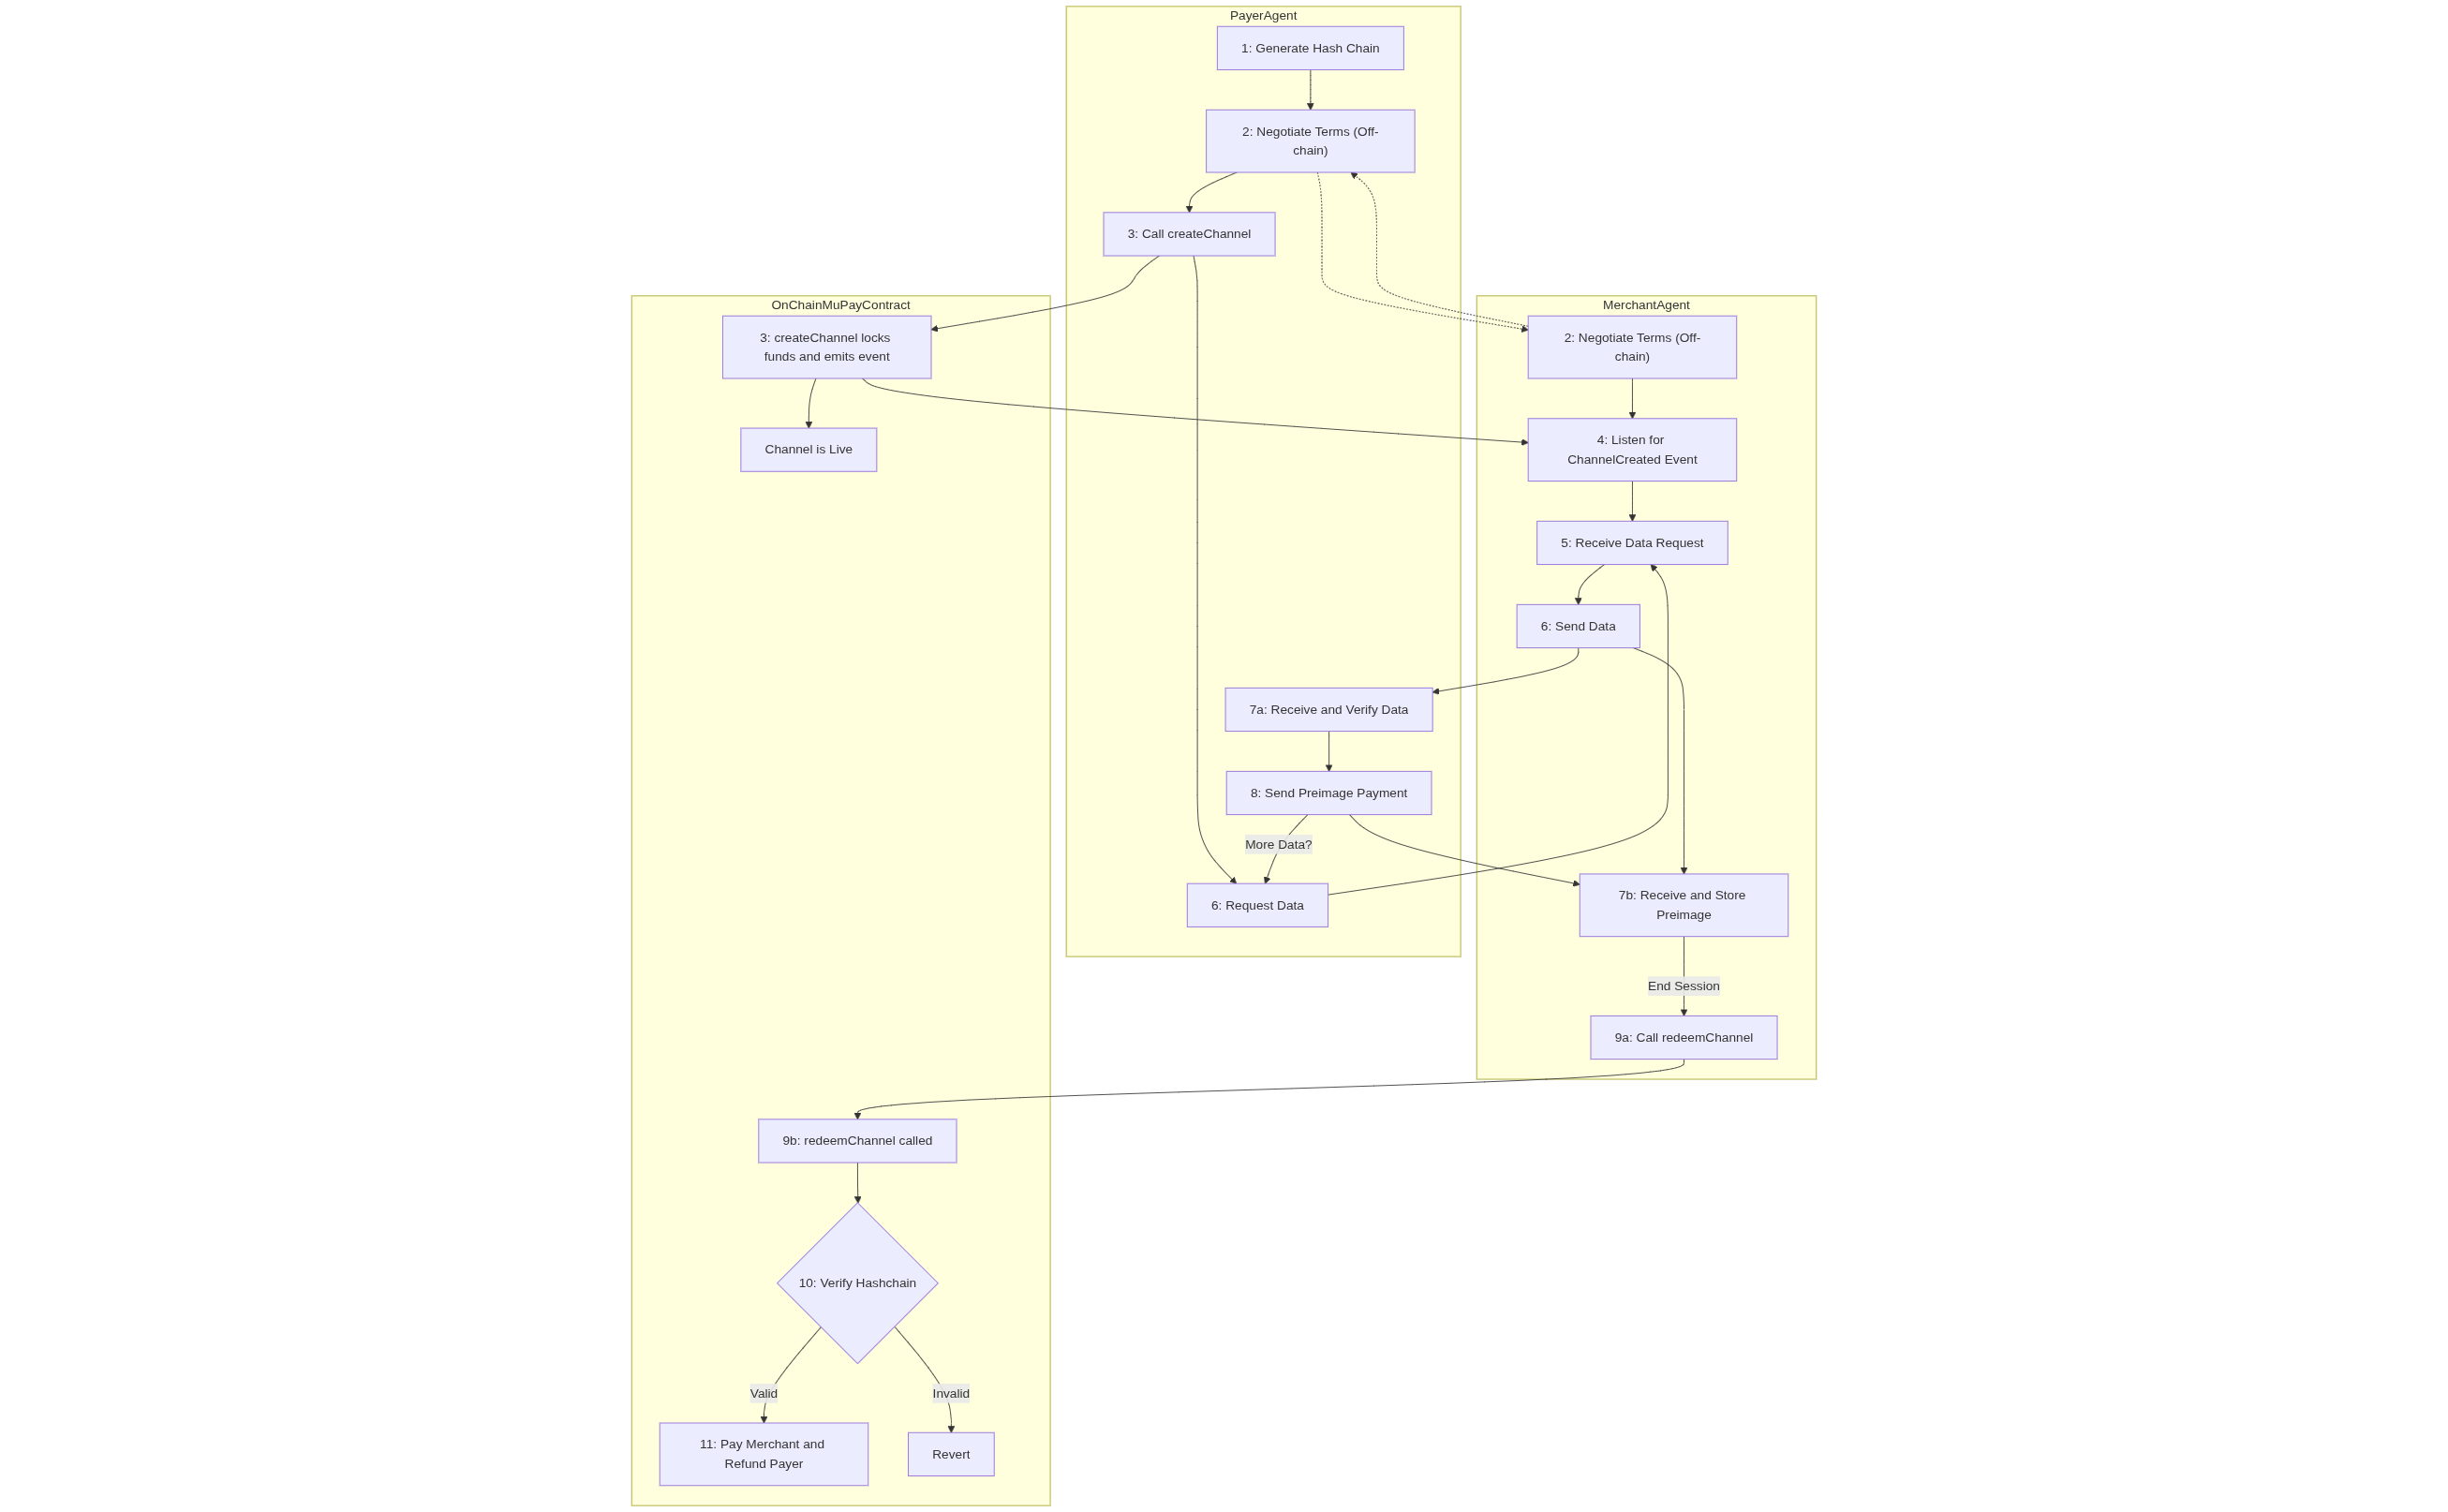 PayerAgent
1: Generate Hash Chain
2: Negotiate Terms (Off-
chain)
3: Call createChannel
OnChainMuPayContract
3: createChannel locks
funds and emits event
Channel is Live
MerchantAgent
2: Negotiate Terms (Off-
chain)
4: Listen for
ChannelCreated Event
5: Receive Data Request
6: Send Data
7a: Receive and Verify Data
8: Send Preimage Payment
More Data?
6: Request Data
7b: Receive and Store
Preimage
End Session
9a: Call redeemChannel
9b: redeemChannel called
10: Verify Hashchain
Valid
Invalid
11: Pay Merchant and
Refund Payer
Revert